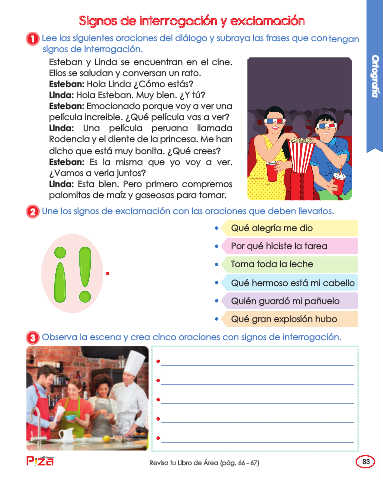 Signos de interrogación y exclamación
1 Lee las siguientes oraciones del diálogo y subraya las frases que contengan
signos de interrogación.
Esteban y Linda se encuentran en el cine.
Ellos se saludan y conversan un rato.
Esteban: Hola Linda ¿Cómo estás?
Linda: Hola Esteban. Muy bien. ¿Y tú?
Esteban: Emocionado porque voy a ver una
película increíble. ¿Qué película vas a ver?
Linda: Una película peruana llamada
Rodencia y el diente de la princesa. Me han
dicho que está muy bonita. ¿Qué crees?
Esteban: Es la misma que yo voy a ver.
¿Vamos a verla juntos?
Linda: Esta bien. Pero primero compremos
palomitas de maíz y gaseosas para tomar.
Ortografía
2 Une los signos de exclamación con las oraciones que deben llevarlos.
¡!
Qué alegría me dio
Por qué hiciste la tarea
Toma toda la leche
Qué hermoso está mi cabello
Quién guardó mi pañuelo
Qué gran explosión hubo
3 Observa la escena y crea cinco oraciones con signos de interrogación.
Revisa tu Libro de Área (pág. 66 - 67)
83